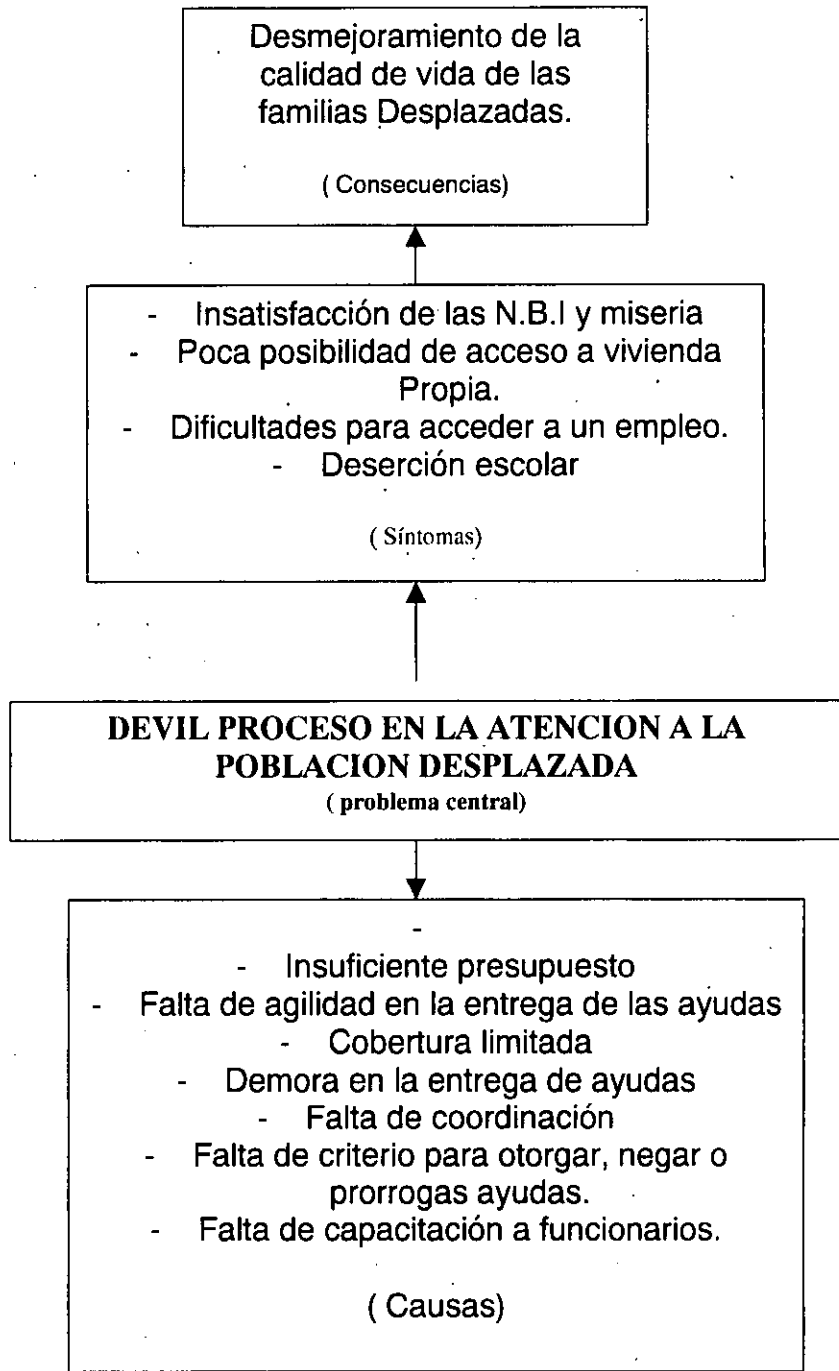 Desmejoramiento de la
calidad de vida de las
familias Desplazadas.
( Consecuencias)
- Insatisfacción de las N.B.I y miseria
- Poca posibilidad de acceso a vivienda
Propia.
- Dificultades para acceder a un empleo.
- Deserción escolar
( Síntomas)
DEVIL PROCESO EN LA ATENCION A LA
POBLACION DESPLAZADA
( problema central)
-
- Insuficiente presupuesto
- Falta de agilidad en la entrega de las ayudas
- Cobertura limitada
- Demora en la entrega de ayudas
- Falta de coordinación
- Falta de criterio para otorgar, negar o
prorrogas ayudas.
- Falta de capacitación a funcionarios.
( Causas)